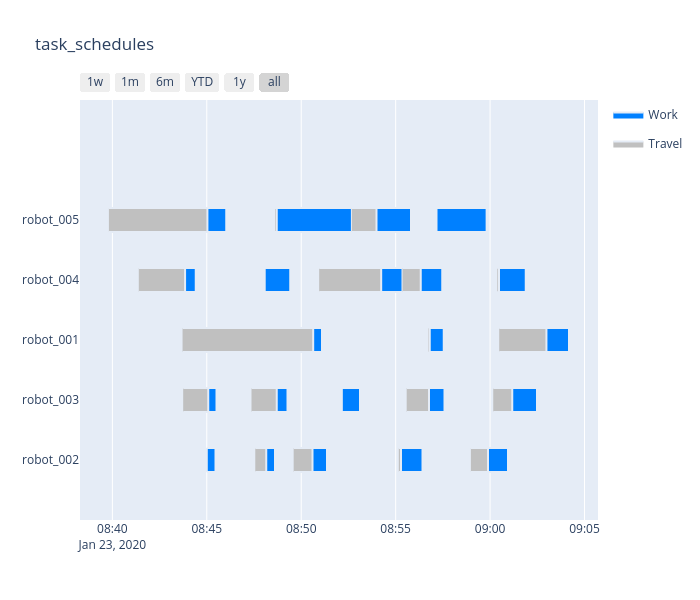 task_schedules
1w 1m 6m YTD 1y all
Work
Travel
robot_005
robot_004
robot_001
robot_003
robot_002
08:40 08:45 08:50 08:55 09:00 09:05
Jan 23, 2020